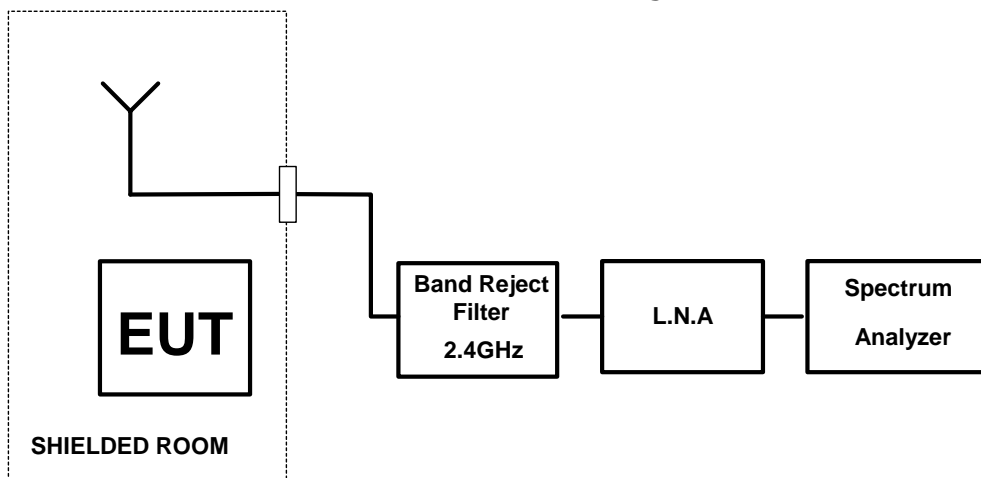 EUT
SHIELDED ROOM
Band Reject
Filter
2.4GHz
L.N.A
Spectrum
Analyzer